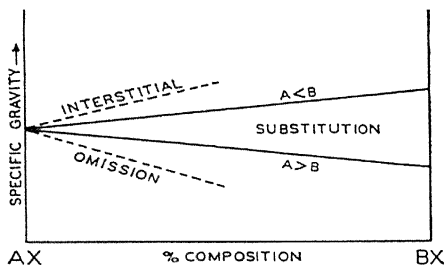 SPECIFIC GRAVITY →
INTERSTITIAL
A<B
SUBSTITUTION
A>B
OMISSION
AX
% COMPOSITION
BX